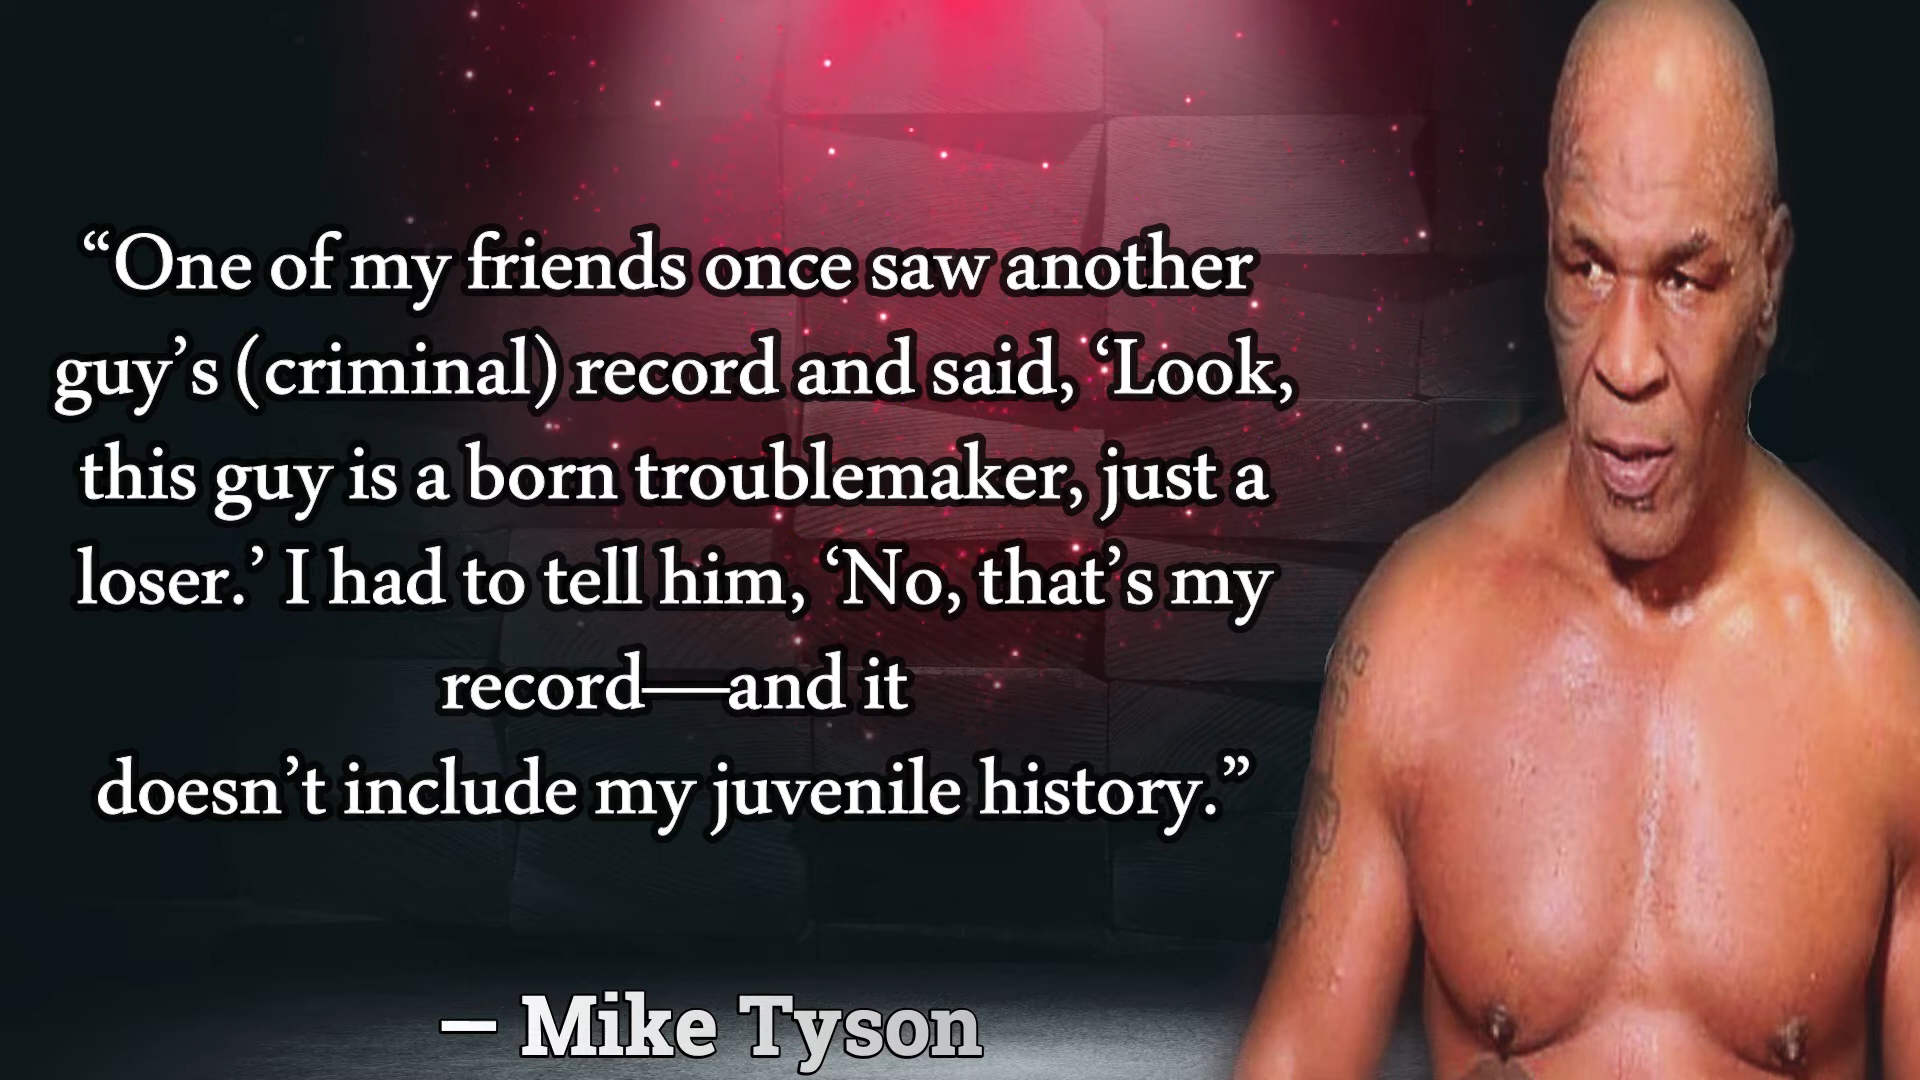 “One of my friends once saw another
guy’s (criminal) record and said, ‘Look,
this guy is a born troublemaker, just a
loser.’ I had to tell him, ‘No, that’s my
record—and it
doesn’t include my juvenile history.”
— Mike Tyson